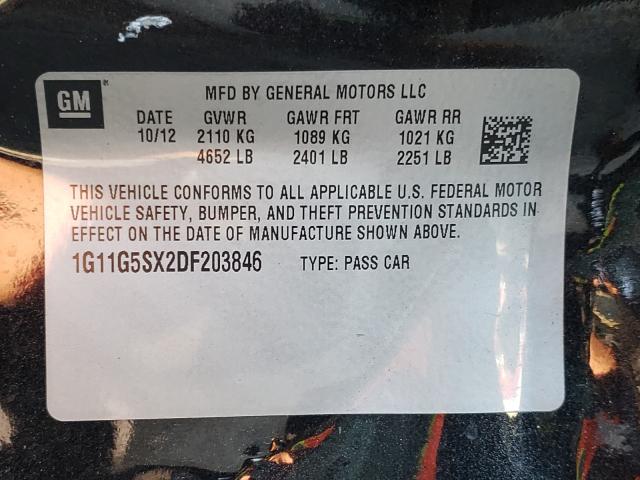 GM
MFD BY GENERAL MOTORS LLC
DATE GVWR GAWR FRT GAWR RR
10/12 2110 KG 1089 KG 1021 KG
4652 LB 2401 LB 2251 LB
THIS VEHICLE CONFORMS TO ALL APPLICABLE U.S. FEDERAL MOTOR
VEHICLE SAFETY, BUMPER, AND THEFT PREVENTION STANDARDS IN
EFFECT ON THE DATE OF MANUFACTURE SHOWN ABOVE.
1G11G5SX2DF203846 TYPE: PASS CAR